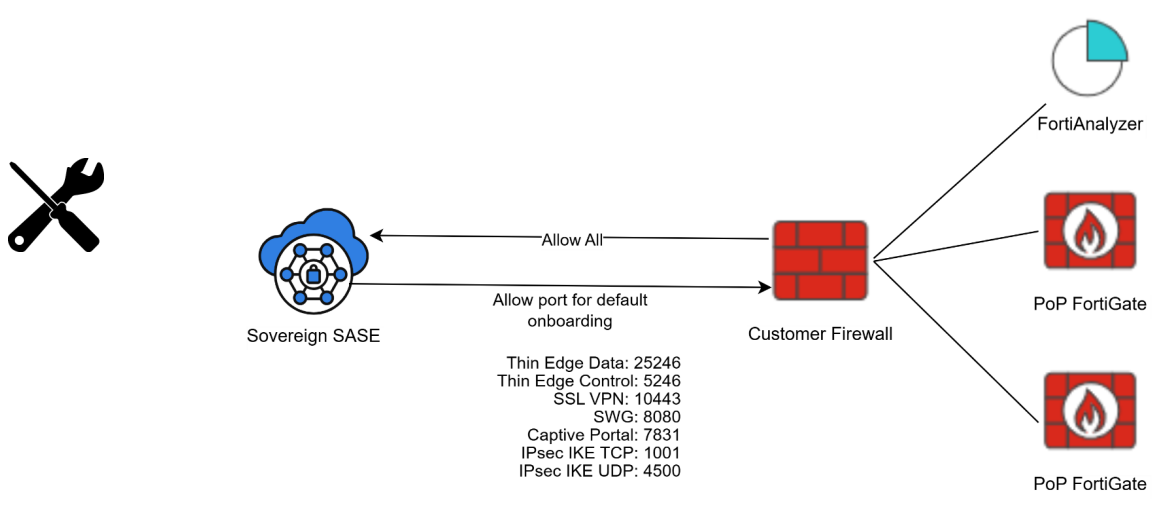 FortiAnalyzer
Allow All
Allow port for default
onboarding
PoP FortiGate
Sovereign SASE
Customer Firewall
Thin Edge Data: 25246
Thin Edge Control: 5246
SSL VPN: 10443
SWG: 8080
Captive Portal: 7831
IPsec IKE TCP: 1001
IPsec IKE UDP: 4500
PoP FortiGate